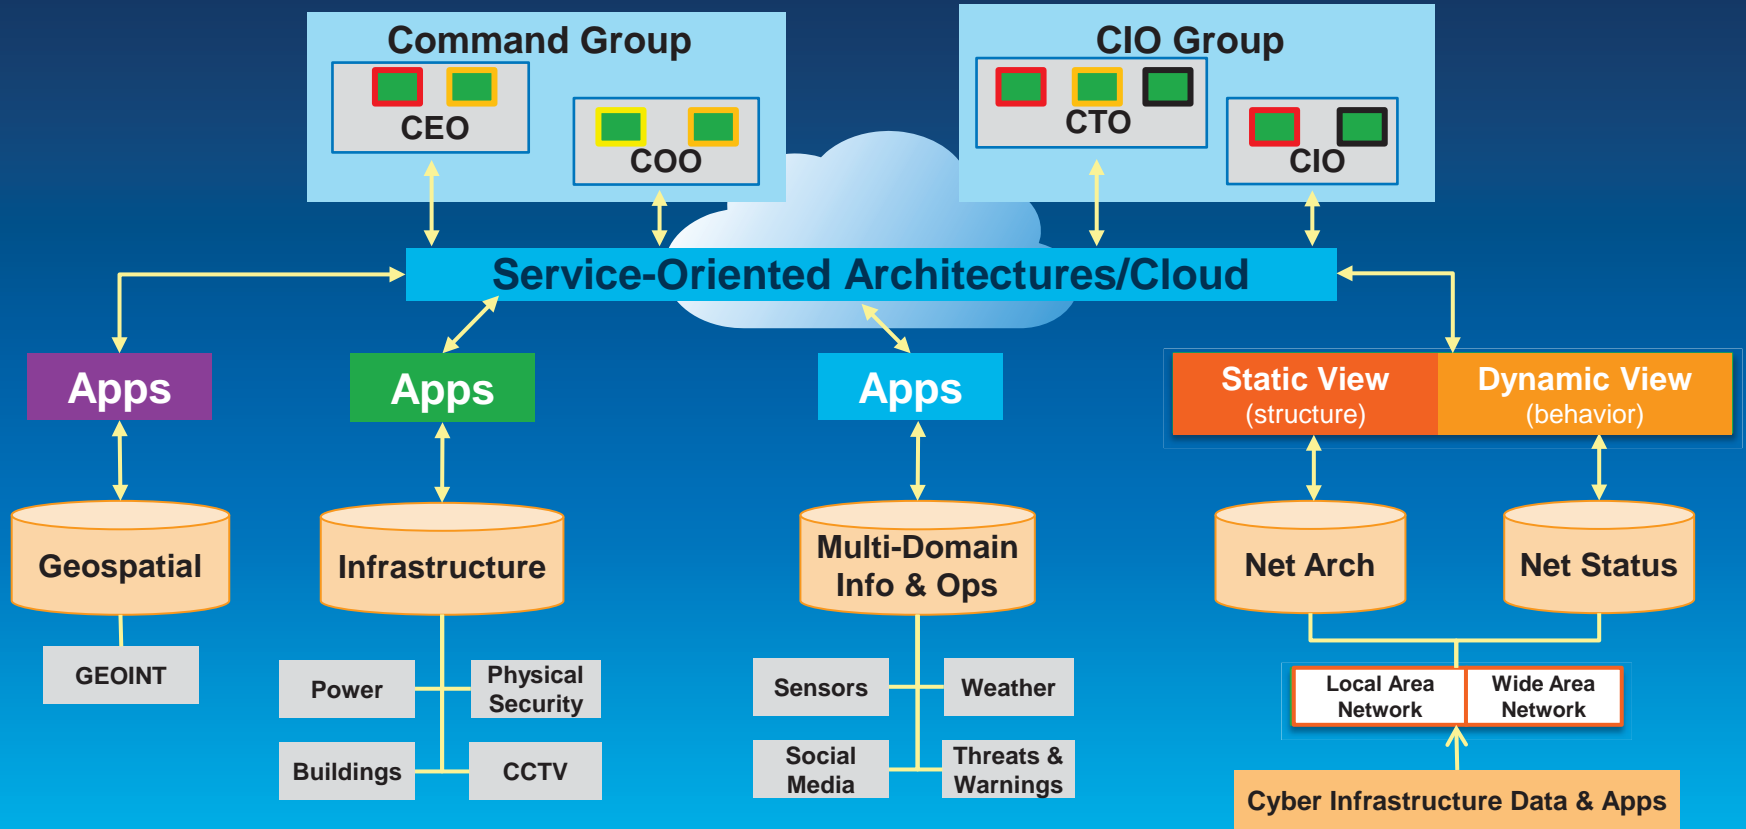 Command Group
CIO Group
CEO
COO
CTO
CIO
Service-Oriented Architectures/Cloud
Apps
Apps
Apps
Static View
(structure)
Dynamic View
(behavior)
Geospatial
Infrastructure
Multi-Domain
Info & Ops
Net Arch
Net Status
GEOINT
Power
Physical
Security
Buildings
CCTV
Sensors
Weather
Social
Media
Threats &
Warnings
Local Area
Network
Wide Area
Network
Cyber Infrastructure Data & Apps